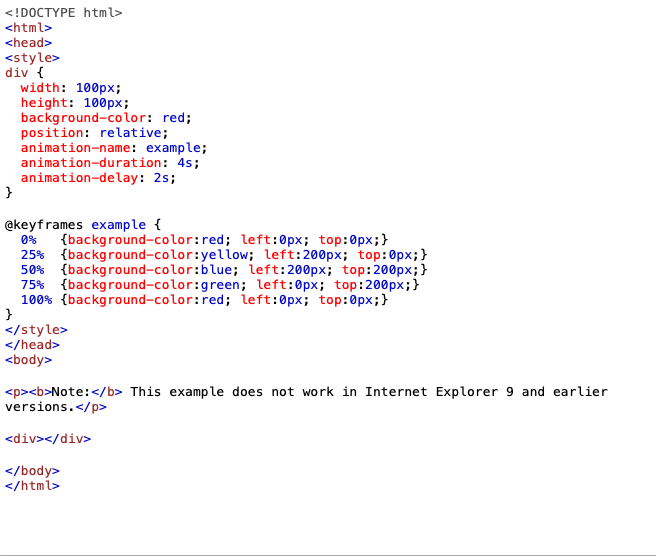 <!DOCTYPE html>
<html>
<head>
<style>
div {
  width: 100px;
  height: 100px;
  background-color: red;
  position: relative;
  animation-name: example;
  animation-duration: 4s;
  animation-delay: 2s;
}

@keyframes example {
  0%   {background-color:red; left:0px; top:0px;}
  25%  {background-color:yellow; left:200px; top:0px;}
  50%  {background-color:blue; left:200px; top:200px;}
  75%  {background-color:green; left:0px; top:200px;}
  100% {background-color:red; left:0px; top:0px;}
}
</style>
</head>
<body>

<p><b>Note:</b> This example does not work in Internet Explorer 9 and earlier
versions.</p>

<div></div>

</body>
</html>